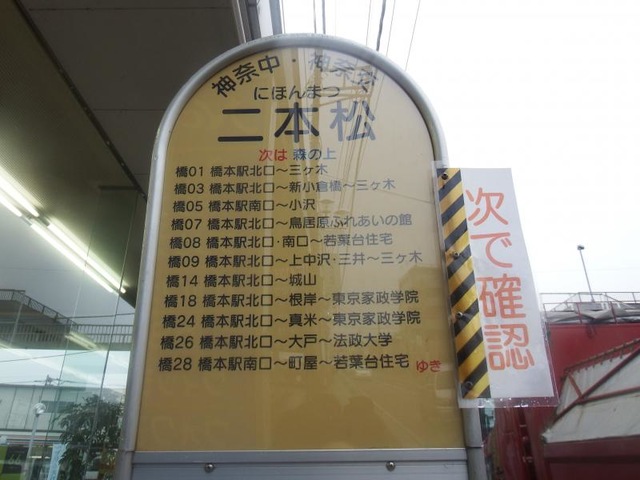 神奈中・神奈交
にほんまつ
二本松
次は 森の上
橋01 橋本駅北口～三ヶ木
橋03 橋本駅北口～新小倉橋～三ヶ木
橋05 橋本駅南口～小沢
橋07 橋本駅北口～鳥居原ふれあいの館
橋08 橋本駅北口・南口～若葉台住宅
橋09 橋本駅北口～上中沢・三井～三ヶ木
橋14 橋本駅北口～城山
橋18 橋本駅北口～根岸～東京家政学院
橋24 橋本駅北口～真米～東京家政学院
橋26 橋本駅北口～大戸～法政大学
橋28 橋本駅南口～町屋～若葉台住宅 ゆき
次で確認